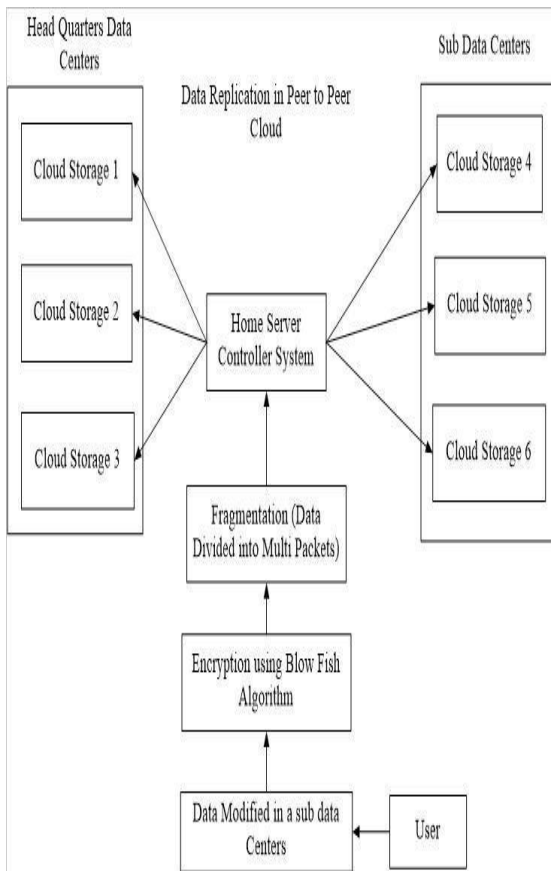 Head Quarters Data
Centers
Sub Data Centers
Data Replication in Peer to Peer
Cloud
Cloud Storage 1
Cloud Storage 2
Cloud Storage 3
Cloud Storage 4
Cloud Storage 5
Cloud Storage 6
Home Server
Controller System
Fragmentation (Data
Divided into Multi Packets)
Encryption using Blow Fish
Algorithm
Data Modified in a sub data
Centers
User